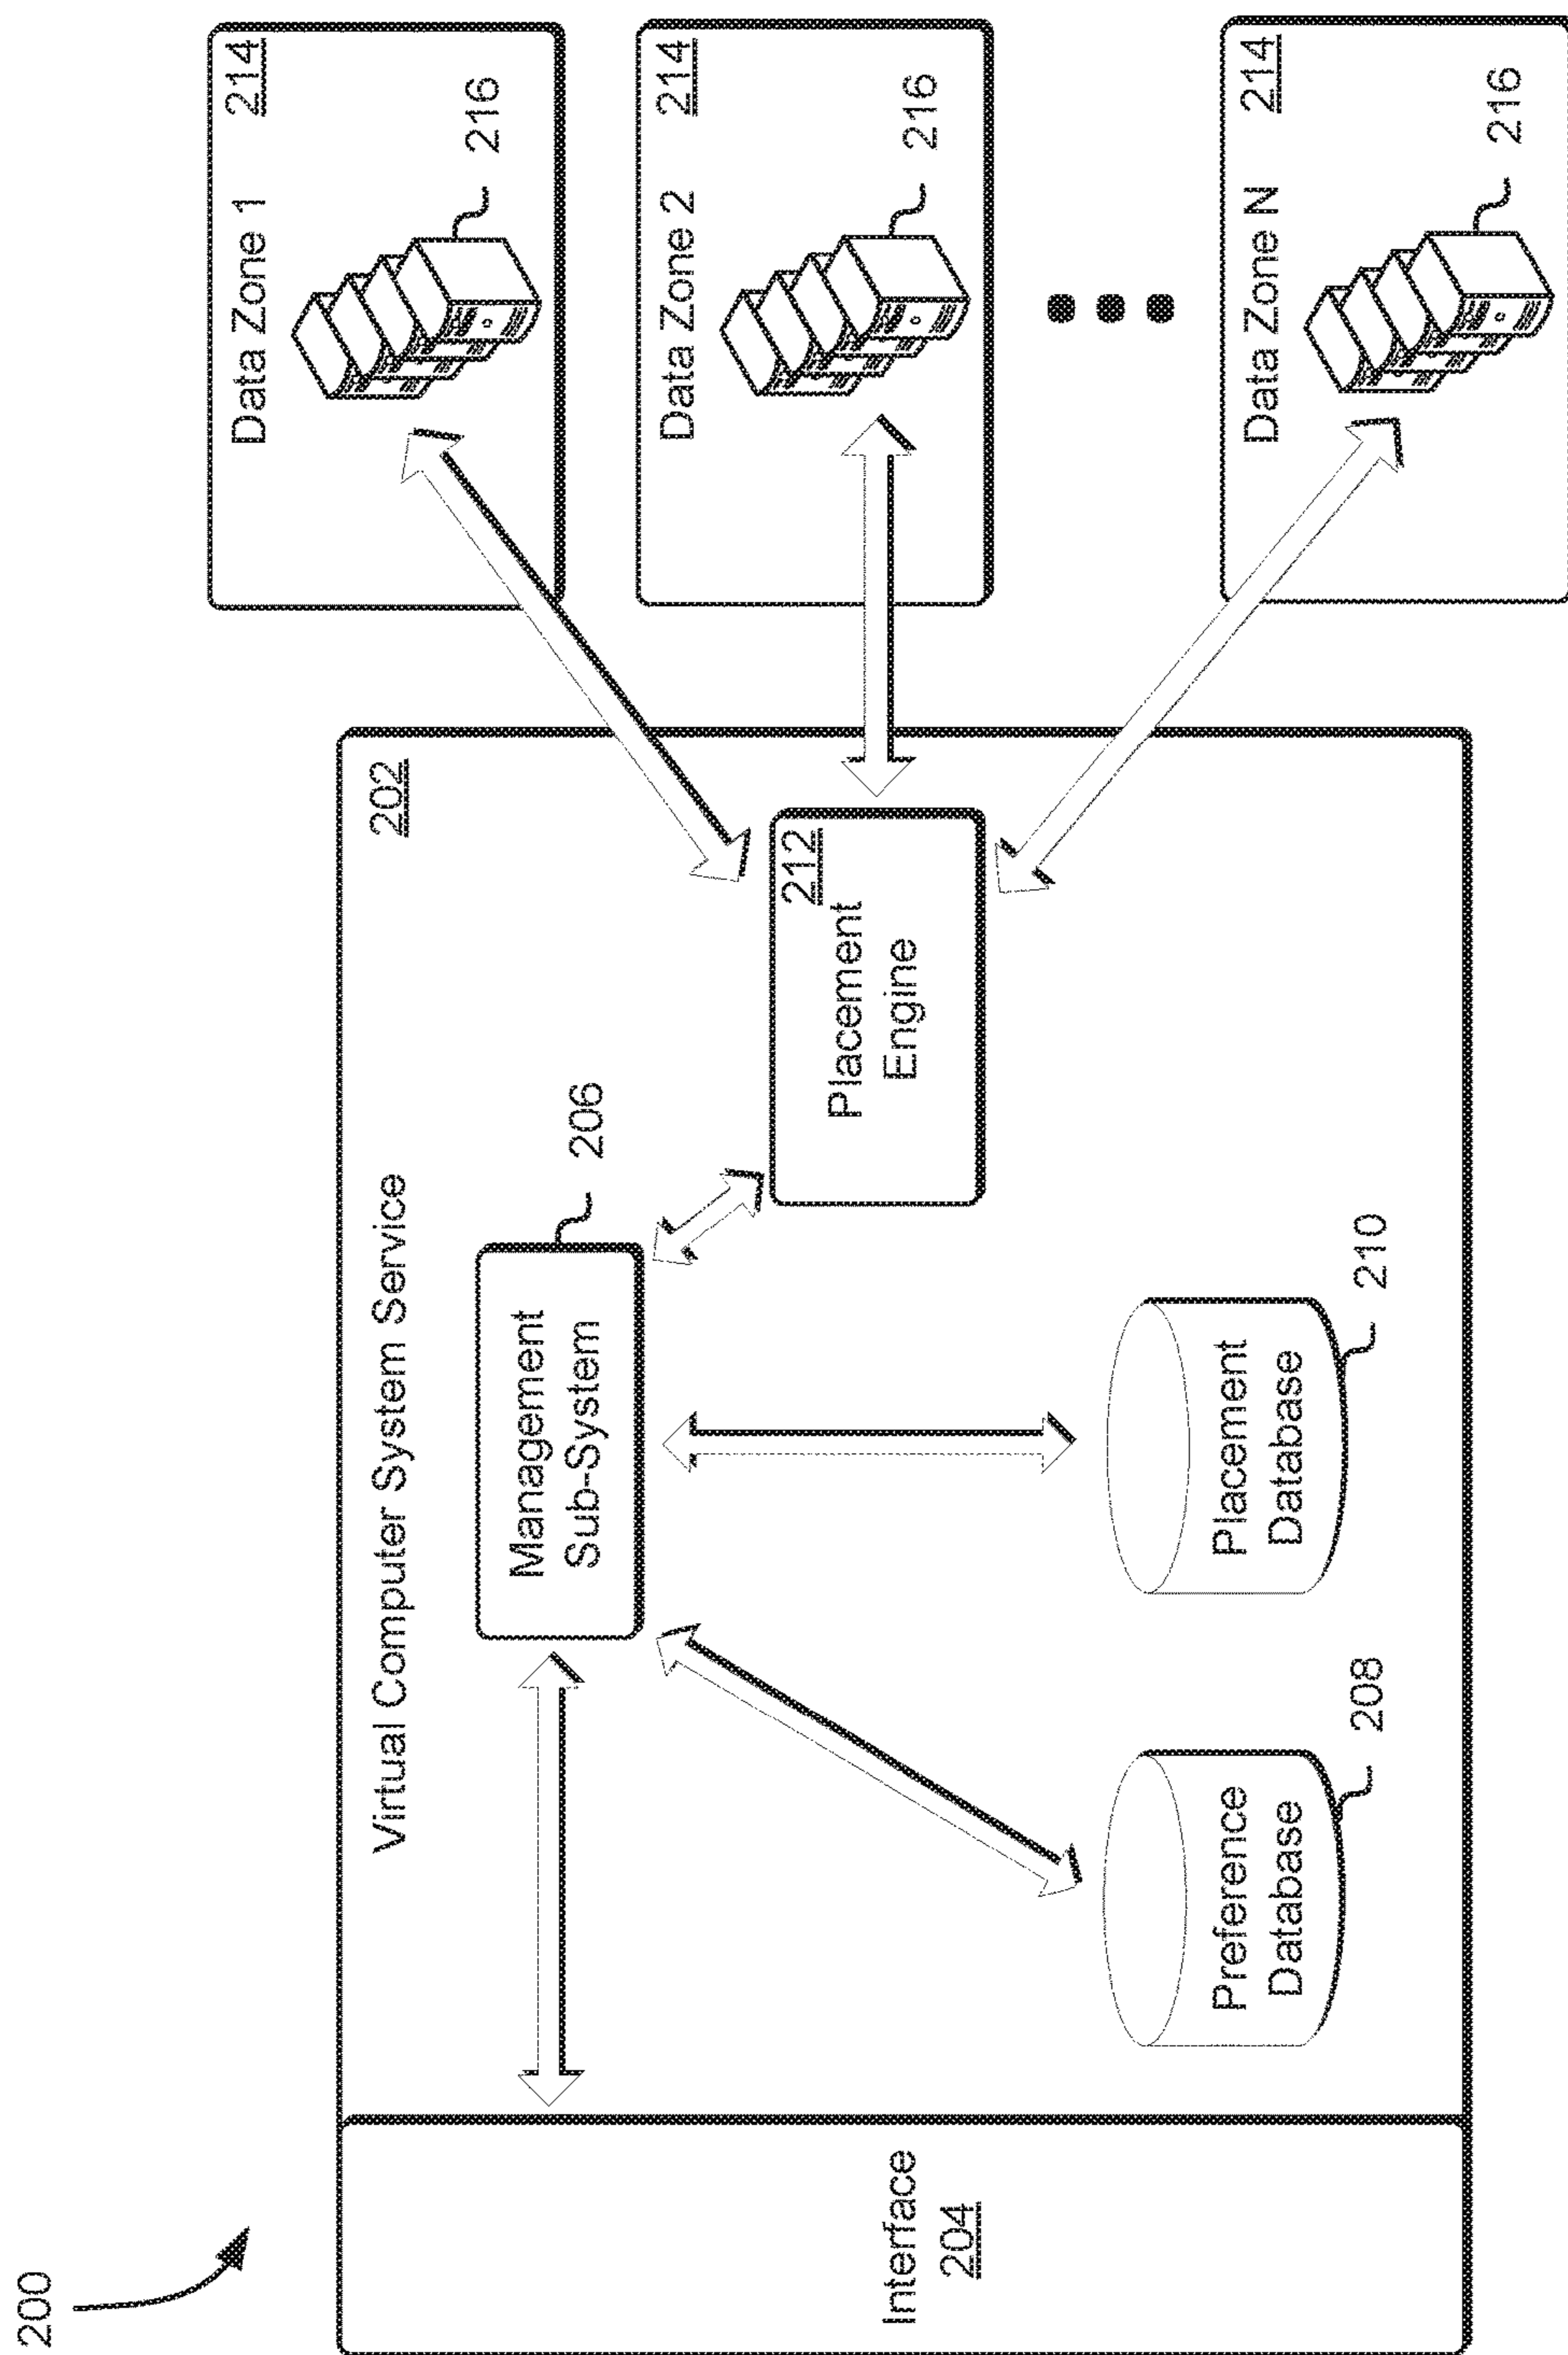 200
Interface
204
Virtual Computer System Service
202
Management
Sub-System
206
Preference
Database
208
Placement
Database
210
212
Placement
Engine
Data Zone 1
214
216
Data Zone 2
214
216
Data Zone N
214
216